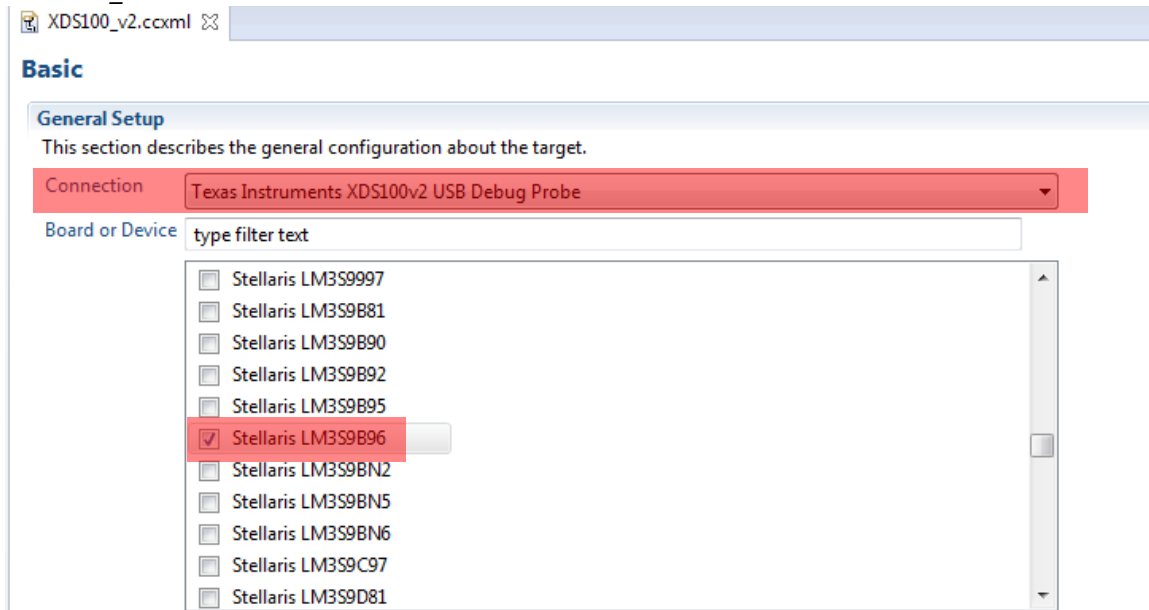 XDS100_v2.ccxml
Basic
General Setup
This section describes the general configuration about the target.
Connection Texas Instruments XDS100v2 USB Debug Probe
Board or Device type filter text
Stellaris LM3S9997
Stellaris LM3S9B81
Stellaris LM3S9B90
Stellaris LM3S9B92
Stellaris LM3S9B95
Stellaris LM3S9B96
Stellaris LM3S9BN2
Stellaris LM3S9BN5
Stellaris LM3S9BN6
Stellaris LM3S9C97
Stellaris LM3S9D81